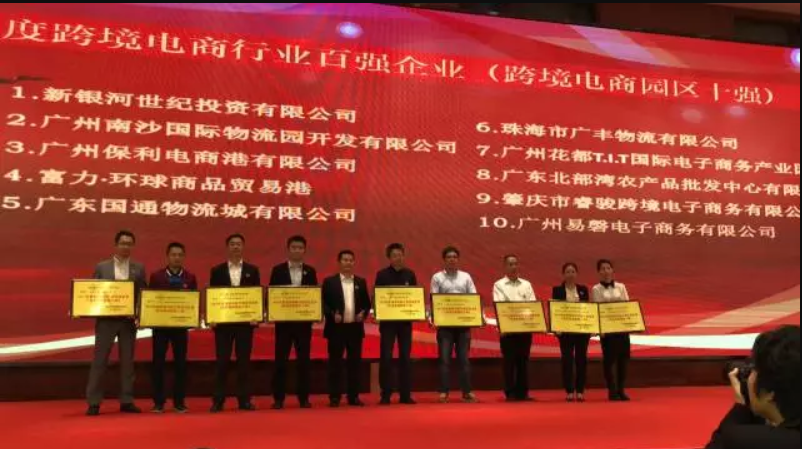 度跨境电商行业百强企业（跨境电商园区十强）
1.新银河世纪投资有限公司
2.广州南沙国际物流园开发有限公司
3.广州保利电商港有限公司
4.富力·环球商品贸易港
5.广东国通物流城有限公司
6.珠海市广丰物流有限公司
7.广州花都T.I.T国际电子商务产业园
8.广东北部湾农产品批发中心有限
9.肇庆市睿骏跨境电子商务有限公
10.广州易磐电子商务有限公司